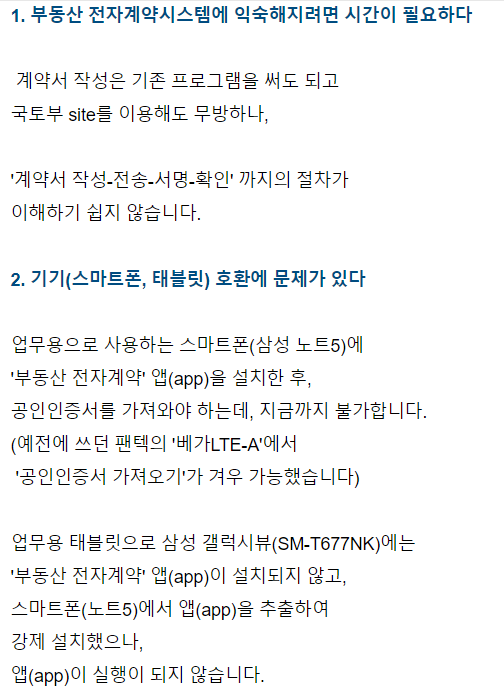 1. 부동산 전자계약시스템에 익숙해지려면 시간이 필요하다
계약서 작성은 기존 프로그램을 써도 되고
국토부 site를 이용해도 무방하나,
'계약서 작성-전송-서명-확인' 까지의 절차가
이해하기 쉽지 않습니다.
2. 기기(스마트폰, 태블릿) 호환에 문제가 있다
업무용으로 사용하는 스마트폰(삼성 노트5)에
'부동산 전자계약' 앱(app)을 설치한 후,
공인인증서를 가져와야 하는데, 지금까지 불가합니다.
(예전에 쓰던 팬텍의 '베가LTE-A'에서
'공인인증서 가져오기'가 겨우 가능했습니다)
업무용 태블릿으로 삼성 갤럭시뷰(SM-T677NK)에는
'부동산 전자계약' 앱(app)이 설치되지 않고,
스마트폰(노트5)에서 앱(app)을 추출하여
강제 설치했으나,
앱(app)이 실행이 되지 않습니다.